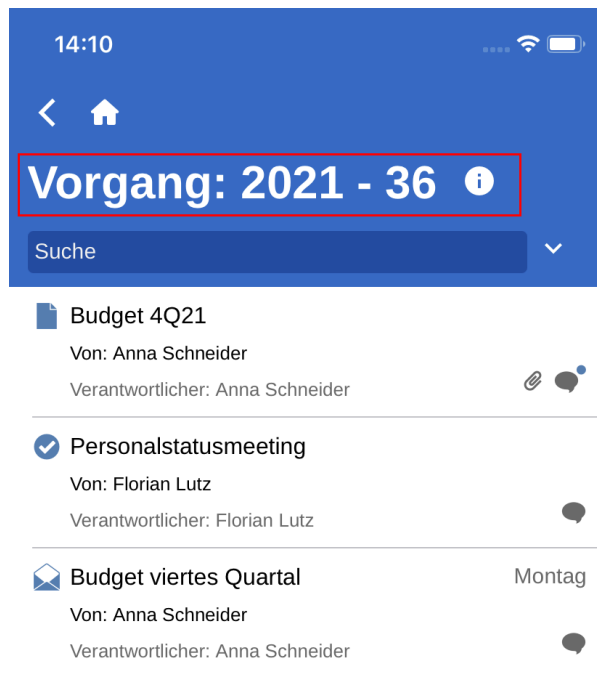 14:10
Vorgang: 2021 - 36
Suche
Budget 4Q21
Von: Anna Schneider
Verantwortlicher: Anna Schneider
Personalstatusmeeting
Von: Florian Lutz
Verantwortlicher: Florian Lutz
Budget viertes Quartal Montag
Von: Anna Schneider
Verantwortlicher: Anna Schneider